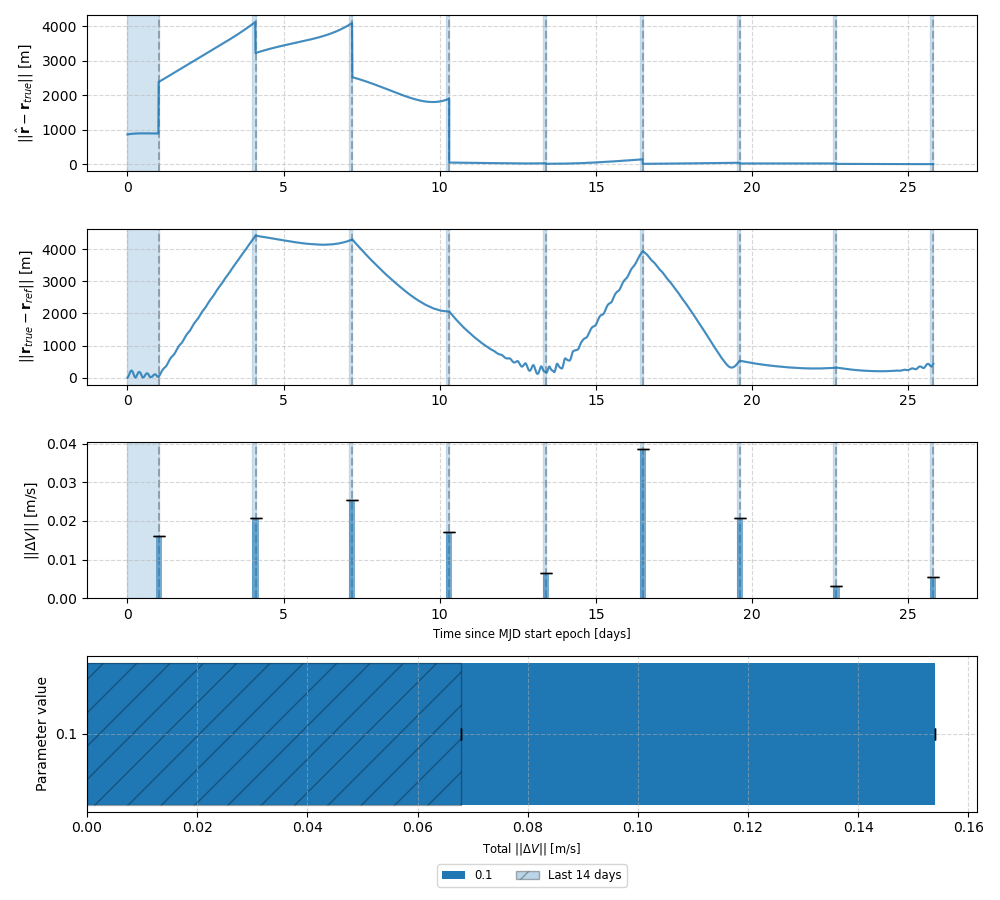 ||r̂ − r_true|| [m]
4000
3000
2000
1000
0
0 5 10 15 20 25
||r_true − r_ref|| [m]
4000
3000
2000
1000
0
0 5 10 15 20 25
||ΔV|| [m/s]
0.04
0.03
0.02
0.01
0.00
0 5 10 15 20 25
Time since MJD start epoch [days]
Parameter value
0.1
0.00 0.02 0.04 0.06 0.08 0.10 0.12 0.14 0.16
Total ||ΔV|| [m/s]
0.1 Last 14 days